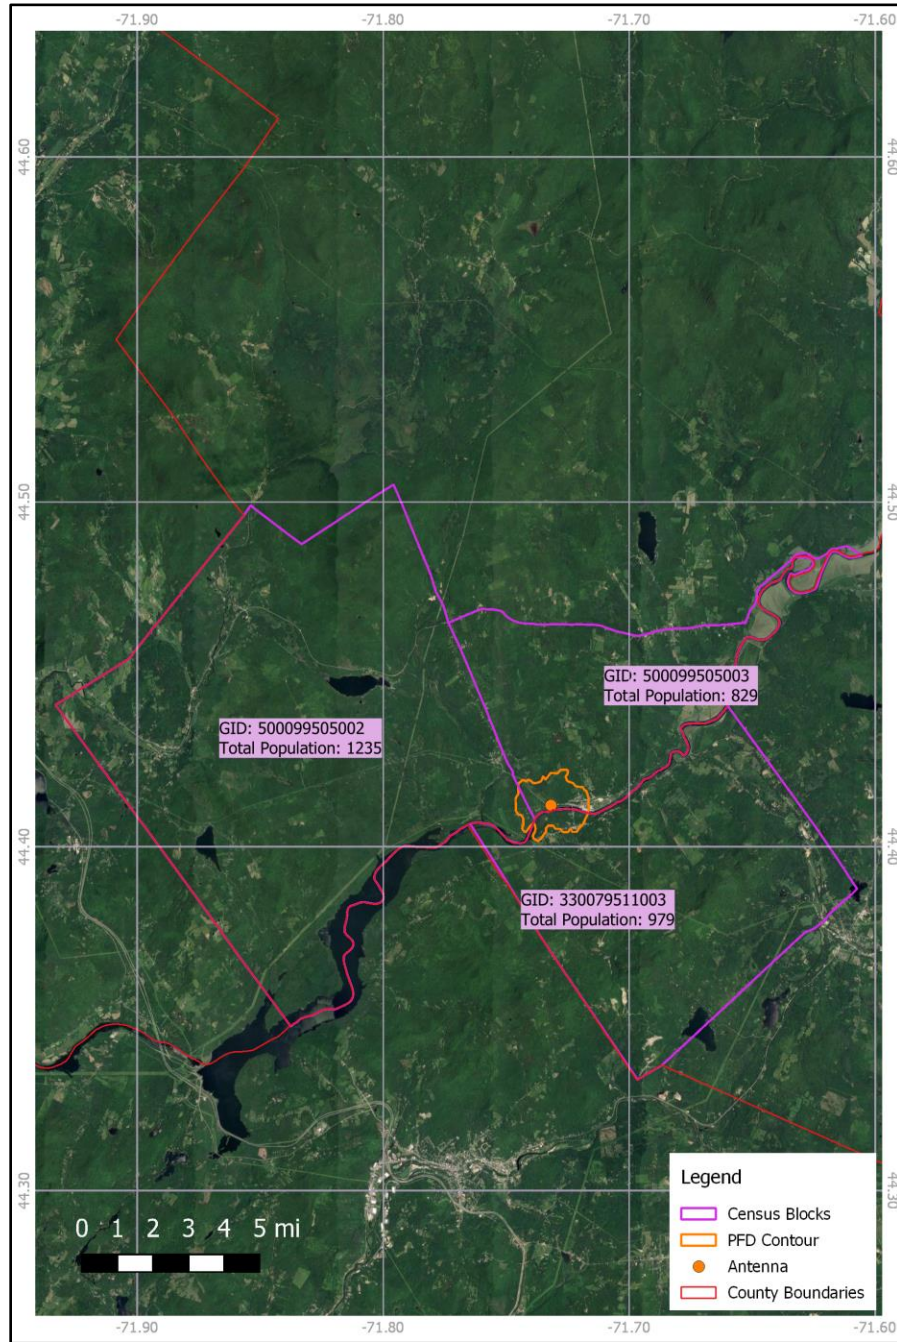 -71.90 -71.80 -71.70 -71.60
44.60 44.60
44.50 44.50
GID: 500099505003
Total Population: 829
GID: 500099505002
Total Population: 1235
44.40 44.40
GID: 330079511003
Total Population: 979
44.30 44.30
Legend
Census Blocks
PFD Contour
Antenna
County Boundaries
0 1 2 3 4 5 mi
-71.90 -71.80 -71.70 -71.60